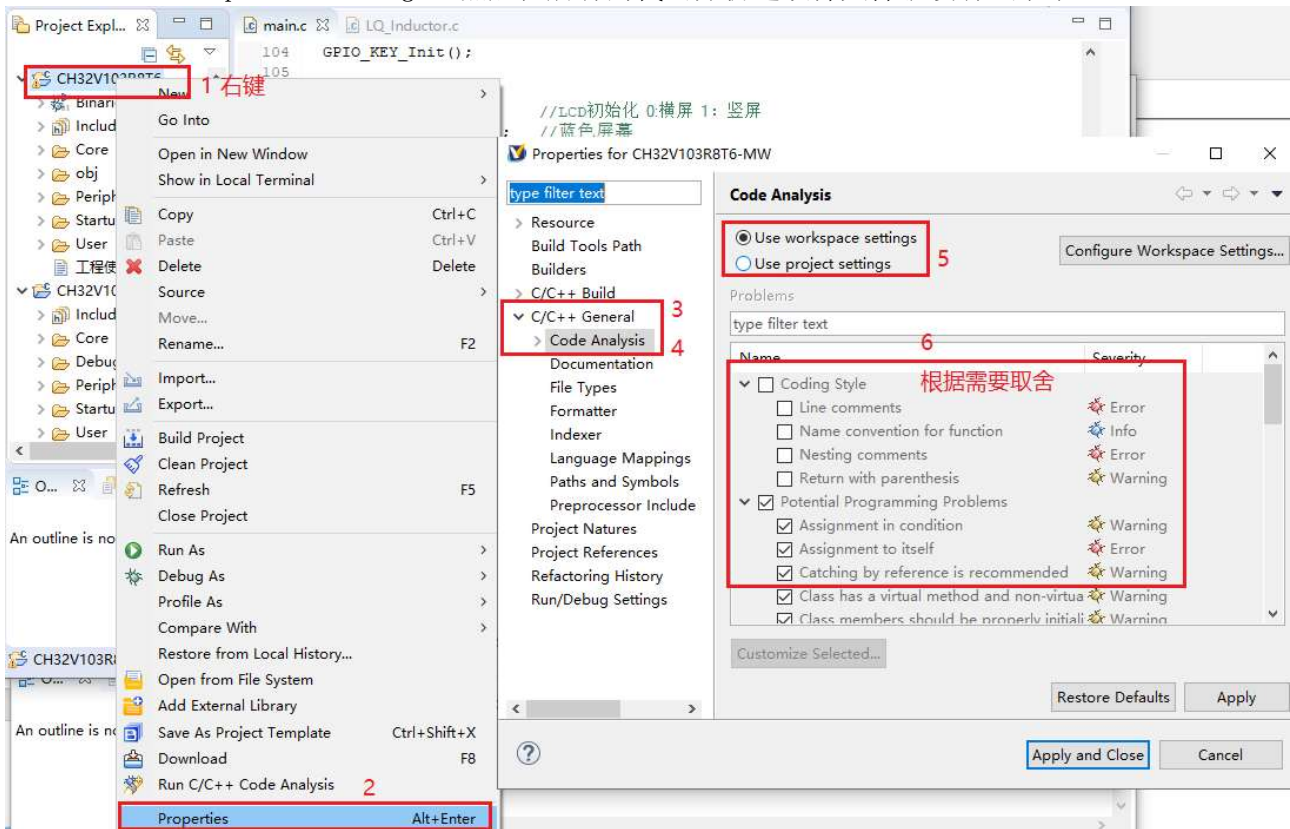 Project Expl...
main.c
LQ_Inductor.c
104 GPIO_KEY_Init();
105
//LCD初始化 0:横屏 1: 竖屏
//蓝色屏幕
CH32V103R8T6
1 右键
Binari
Includ
Core
obj
Periph
Startu
User
工程使
CH32V10
Includ
Core
Debug
Periph
Startu
User
O...
An outline is no
CH32V103R8
An outline is no
New
Go Into
Open in New Window
Show in Local Terminal
Copy Ctrl+C
Paste Ctrl+V
Delete Delete
Source
Move...
Rename... F2
Import...
Export...
Build Project
Clean Project
Refresh F5
Close Project
Run As
Debug As
Profile As
Compare With
Restore from Local History...
Open from File System
Add External Library
Save As Project Template Ctrl+Shift+X
Download F8
Run C/C++ Code Analysis
2
Properties Alt+Enter
Properties for CH32V103R8T6-MW
type filter text
Resource
Build Tools Path
Builders
C/C++ Build
C/C++ General 3
Code Analysis 4
Documentation
File Types
Formatter
Indexer
Language Mappings
Paths and Symbols
Preprocessor Include
Project Natures
Project References
Refactoring History
Run/Debug Settings
Code Analysis
Use workspace settings
Use project settings
5
Configure Workspace Settings...
Problems
type filter text
6
Name Severity
根据需要取舍
Coding Style
Line comments Error
Name convention for function Info
Nesting comments Error
Return with parenthesis Warning
Potential Programming Problems
Assignment in condition Warning
Assignment to itself Error
Catching by reference is recommended Warning
Class has a virtual method and non-virtua Warning
Class members should be properly initiali Warning
Customize Selected...
Restore Defaults Apply
Apply and Close Cancel